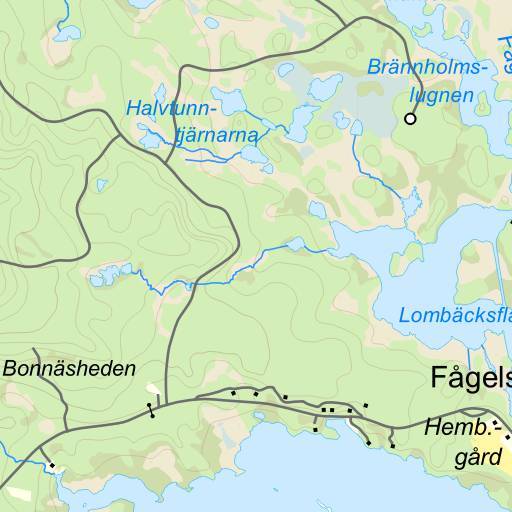 Brännholms-
lugnen
Halvtunn-
tjärnarna
Lombäcksfla
Bonnäsheden
Fågels
Hemb.-
gård